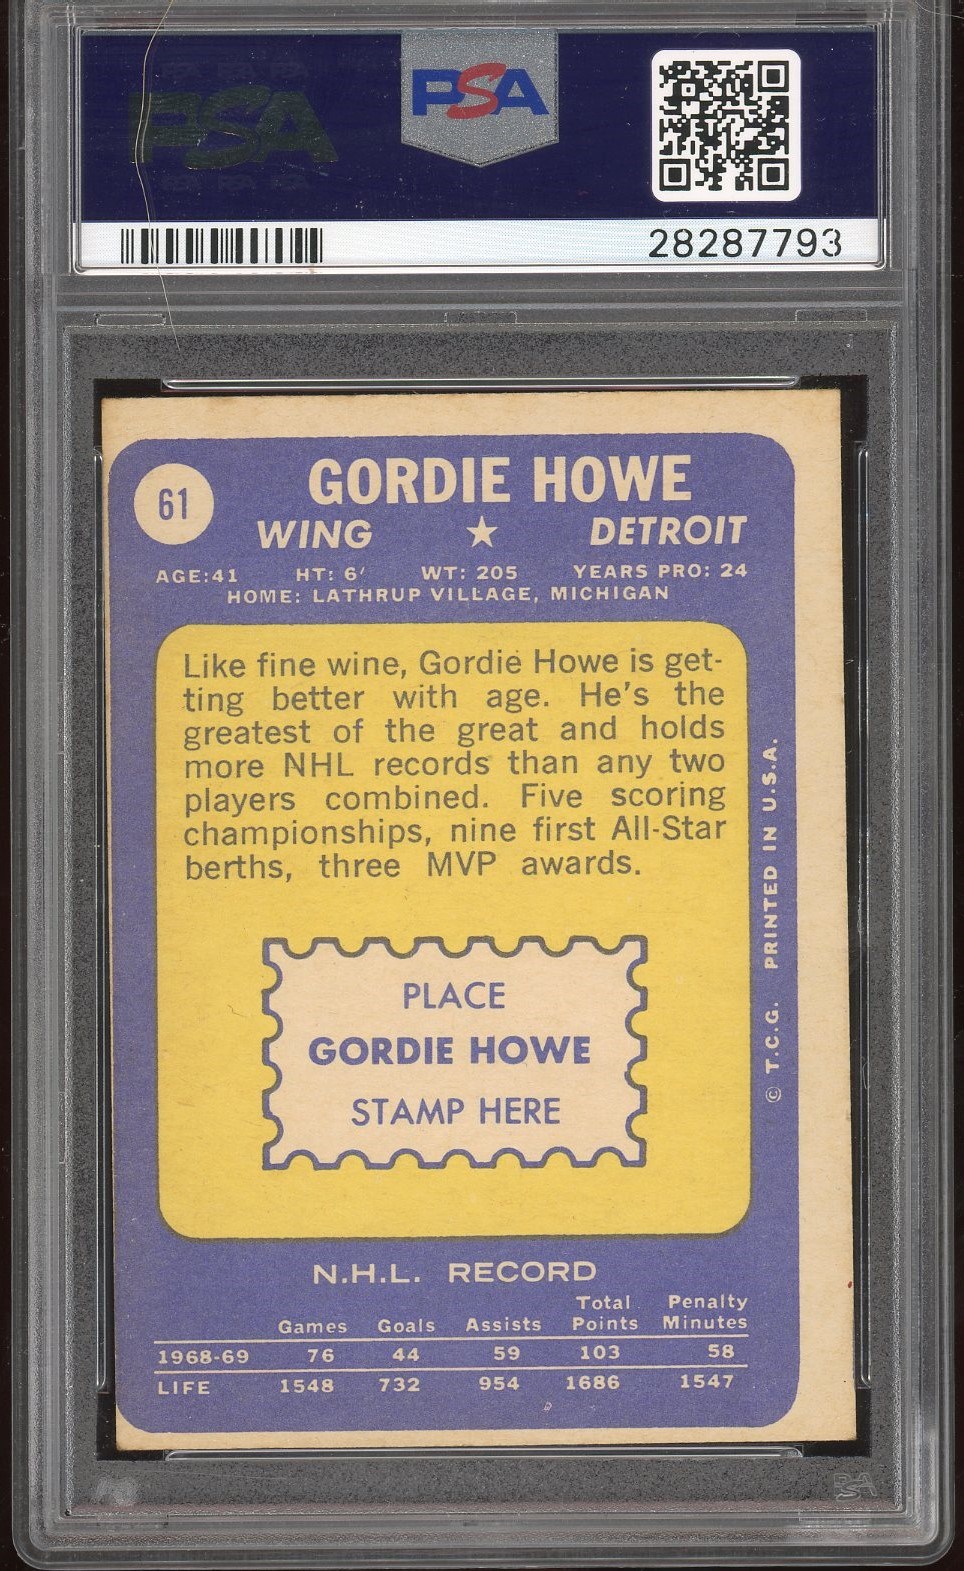 PSA
PSA
28287793
61
GORDIE HOWE
WING ★ DETROIT
AGE:41 HT: 6' WT: 205 YEARS PRO: 24
HOME: LATHRUP VILLAGE, MICHIGAN
Like fine wine, Gordie Howe is get-
ting better with age. He's the
greatest of the great and holds
more NHL records than any two
players combined. Five scoring
championships, nine first All-Star
berths, three MVP awards.
PLACE
GORDIE HOWE
STAMP HERE
© T.C.G. PRINTED IN U.S.A.
N.H.L. RECORD
Games Goals Assists Total Points Penalty Minutes
1968-69 76 44 59 103 58
LIFE 1548 732 954 1686 1547
PSA